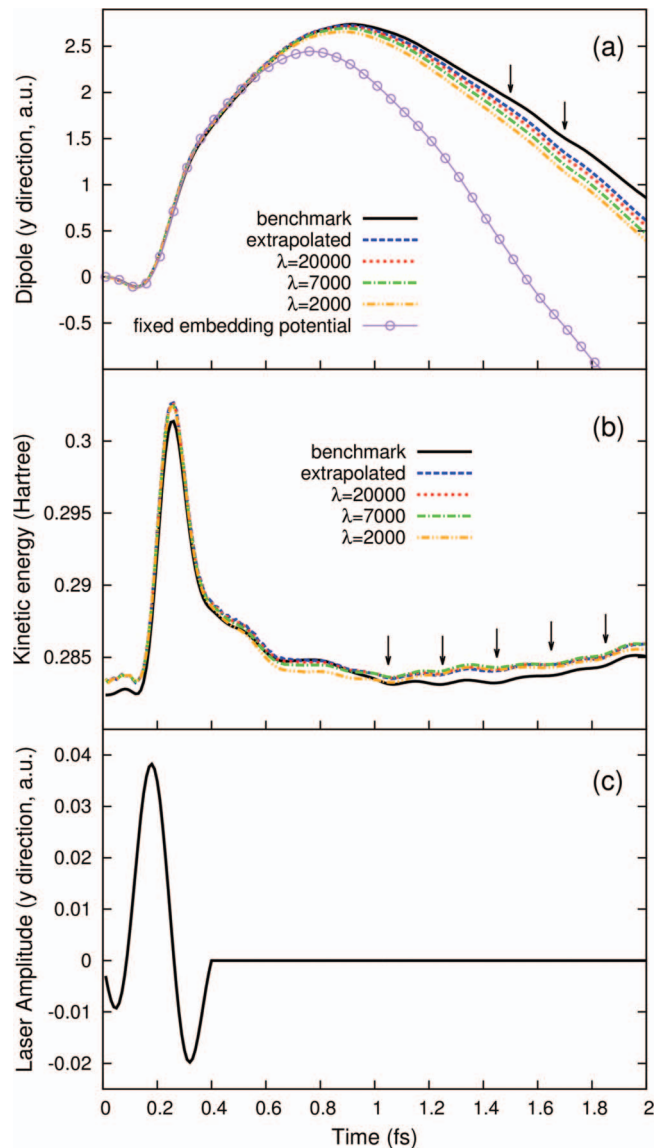 (a)
Dipole (y direction, a.u.)
2.5
2
1.5
1
0.5
0
-0.5
benchmark
extrapolated
λ=20000
λ=7000
λ=2000
fixed embedding potential
(b)
Kinetic energy (Hartree)
0.3
0.295
0.29
0.285
benchmark
extrapolated
λ=20000
λ=7000
λ=2000
(c)
Laser Amplitude (y direction, a.u.)
0.04
0.03
0.02
0.01
0
-0.01
-0.02
0 0.2 0.4 0.6 0.8 1 1.2 1.4 1.6 1.8 2
Time (fs)